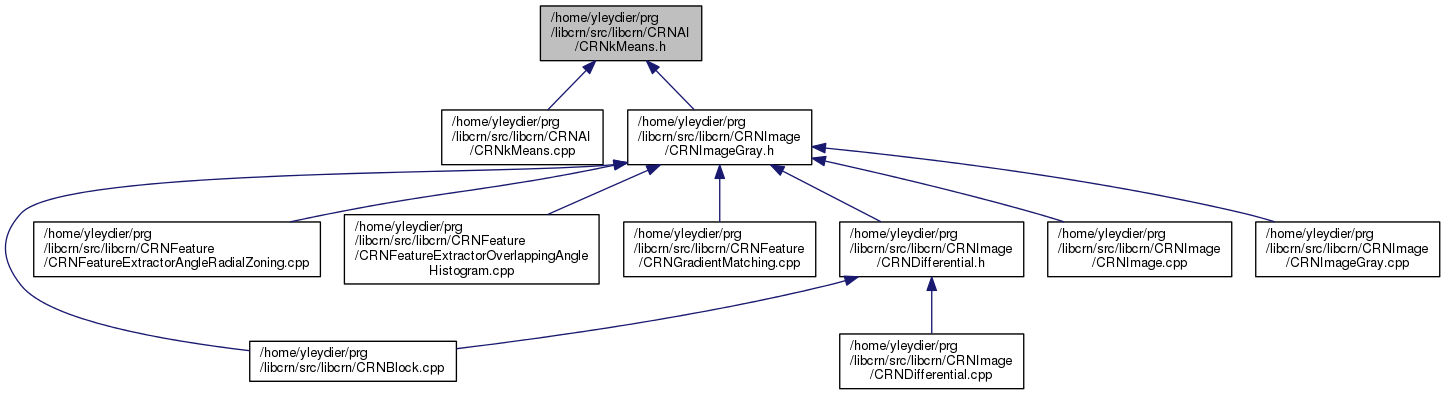 /home/yleydier/prg
/libcrn/src/libcrn/CRNAI
/CRNkMeans.h
/home/yleydier/prg
/libcrn/src/libcrn/CRNAI
/CRNkMeans.cpp
/home/yleydier/prg
/libcrn/src/libcrn/CRNImage
/CRNImageGray.h
/home/yleydier/prg
/libcrn/src/libcrn/CRNFeature
/CRNFeatureExtractorAngleRadialZoning.cpp
/home/yleydier/prg
/libcrn/src/libcrn/CRNFeature
/CRNFeatureExtractorOverlappingAngle
Histogram.cpp
/home/yleydier/prg
/libcrn/src/libcrn/CRNFeature
/CRNGradientMatching.cpp
/home/yleydier/prg
/libcrn/src/libcrn/CRNImage
/CRNDifferential.h
/home/yleydier/prg
/libcrn/src/libcrn/CRNImage
/CRNImage.cpp
/home/yleydier/prg
/libcrn/src/libcrn/CRNImage
/CRNImageGray.cpp
/home/yleydier/prg
/libcrn/src/libcrn/CRNBlock.cpp
/home/yleydier/prg
/libcrn/src/libcrn/CRNImage
/CRNDifferential.cpp